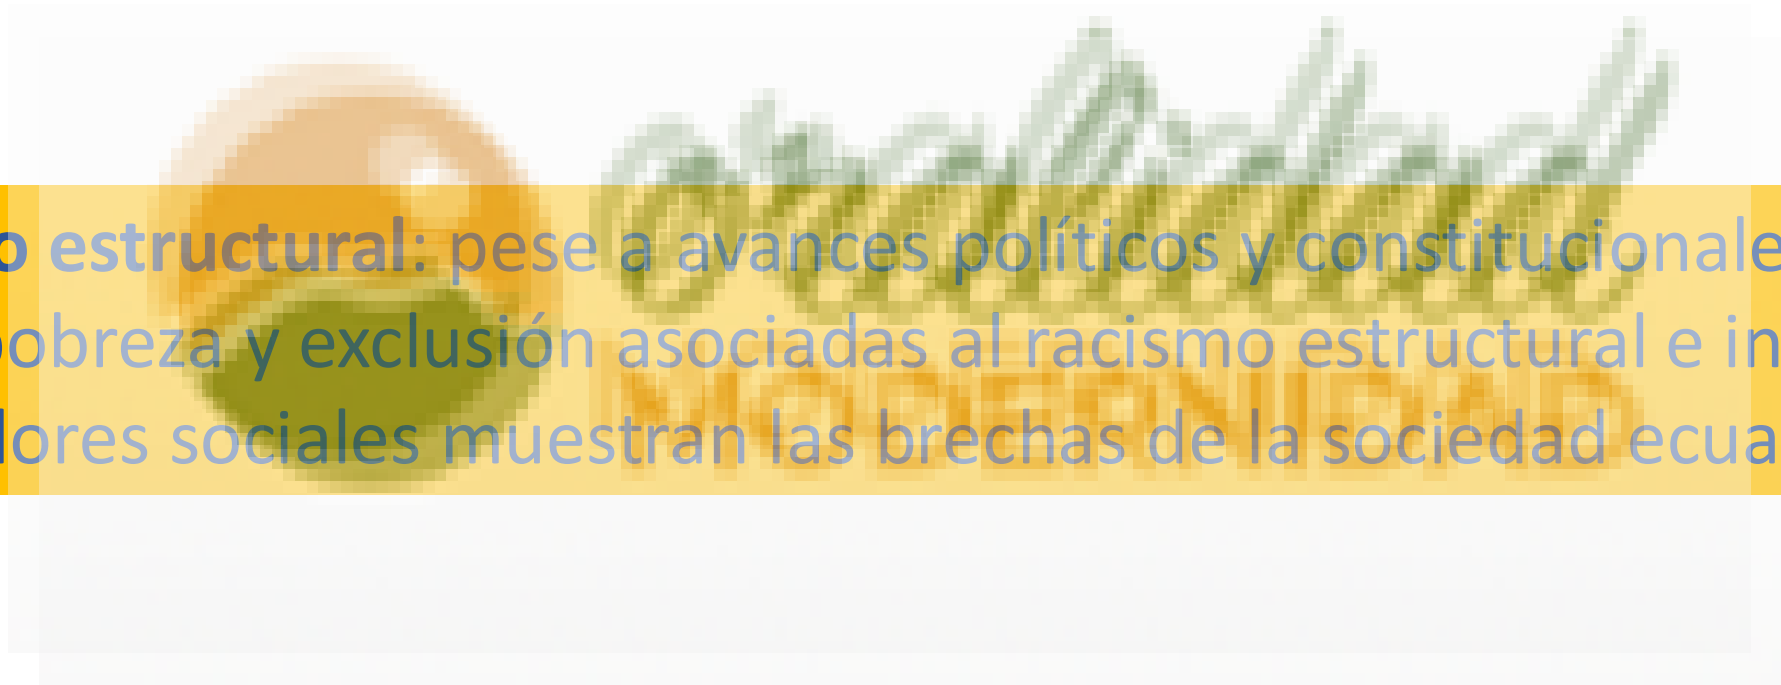 o estructural: pese a avances políticos y constitucionale
obreza y exclusión asociadas al racismo estructural e in
lores sociales muestran las brechas de la sociedad ecua
oralidad
MODERNIDAD